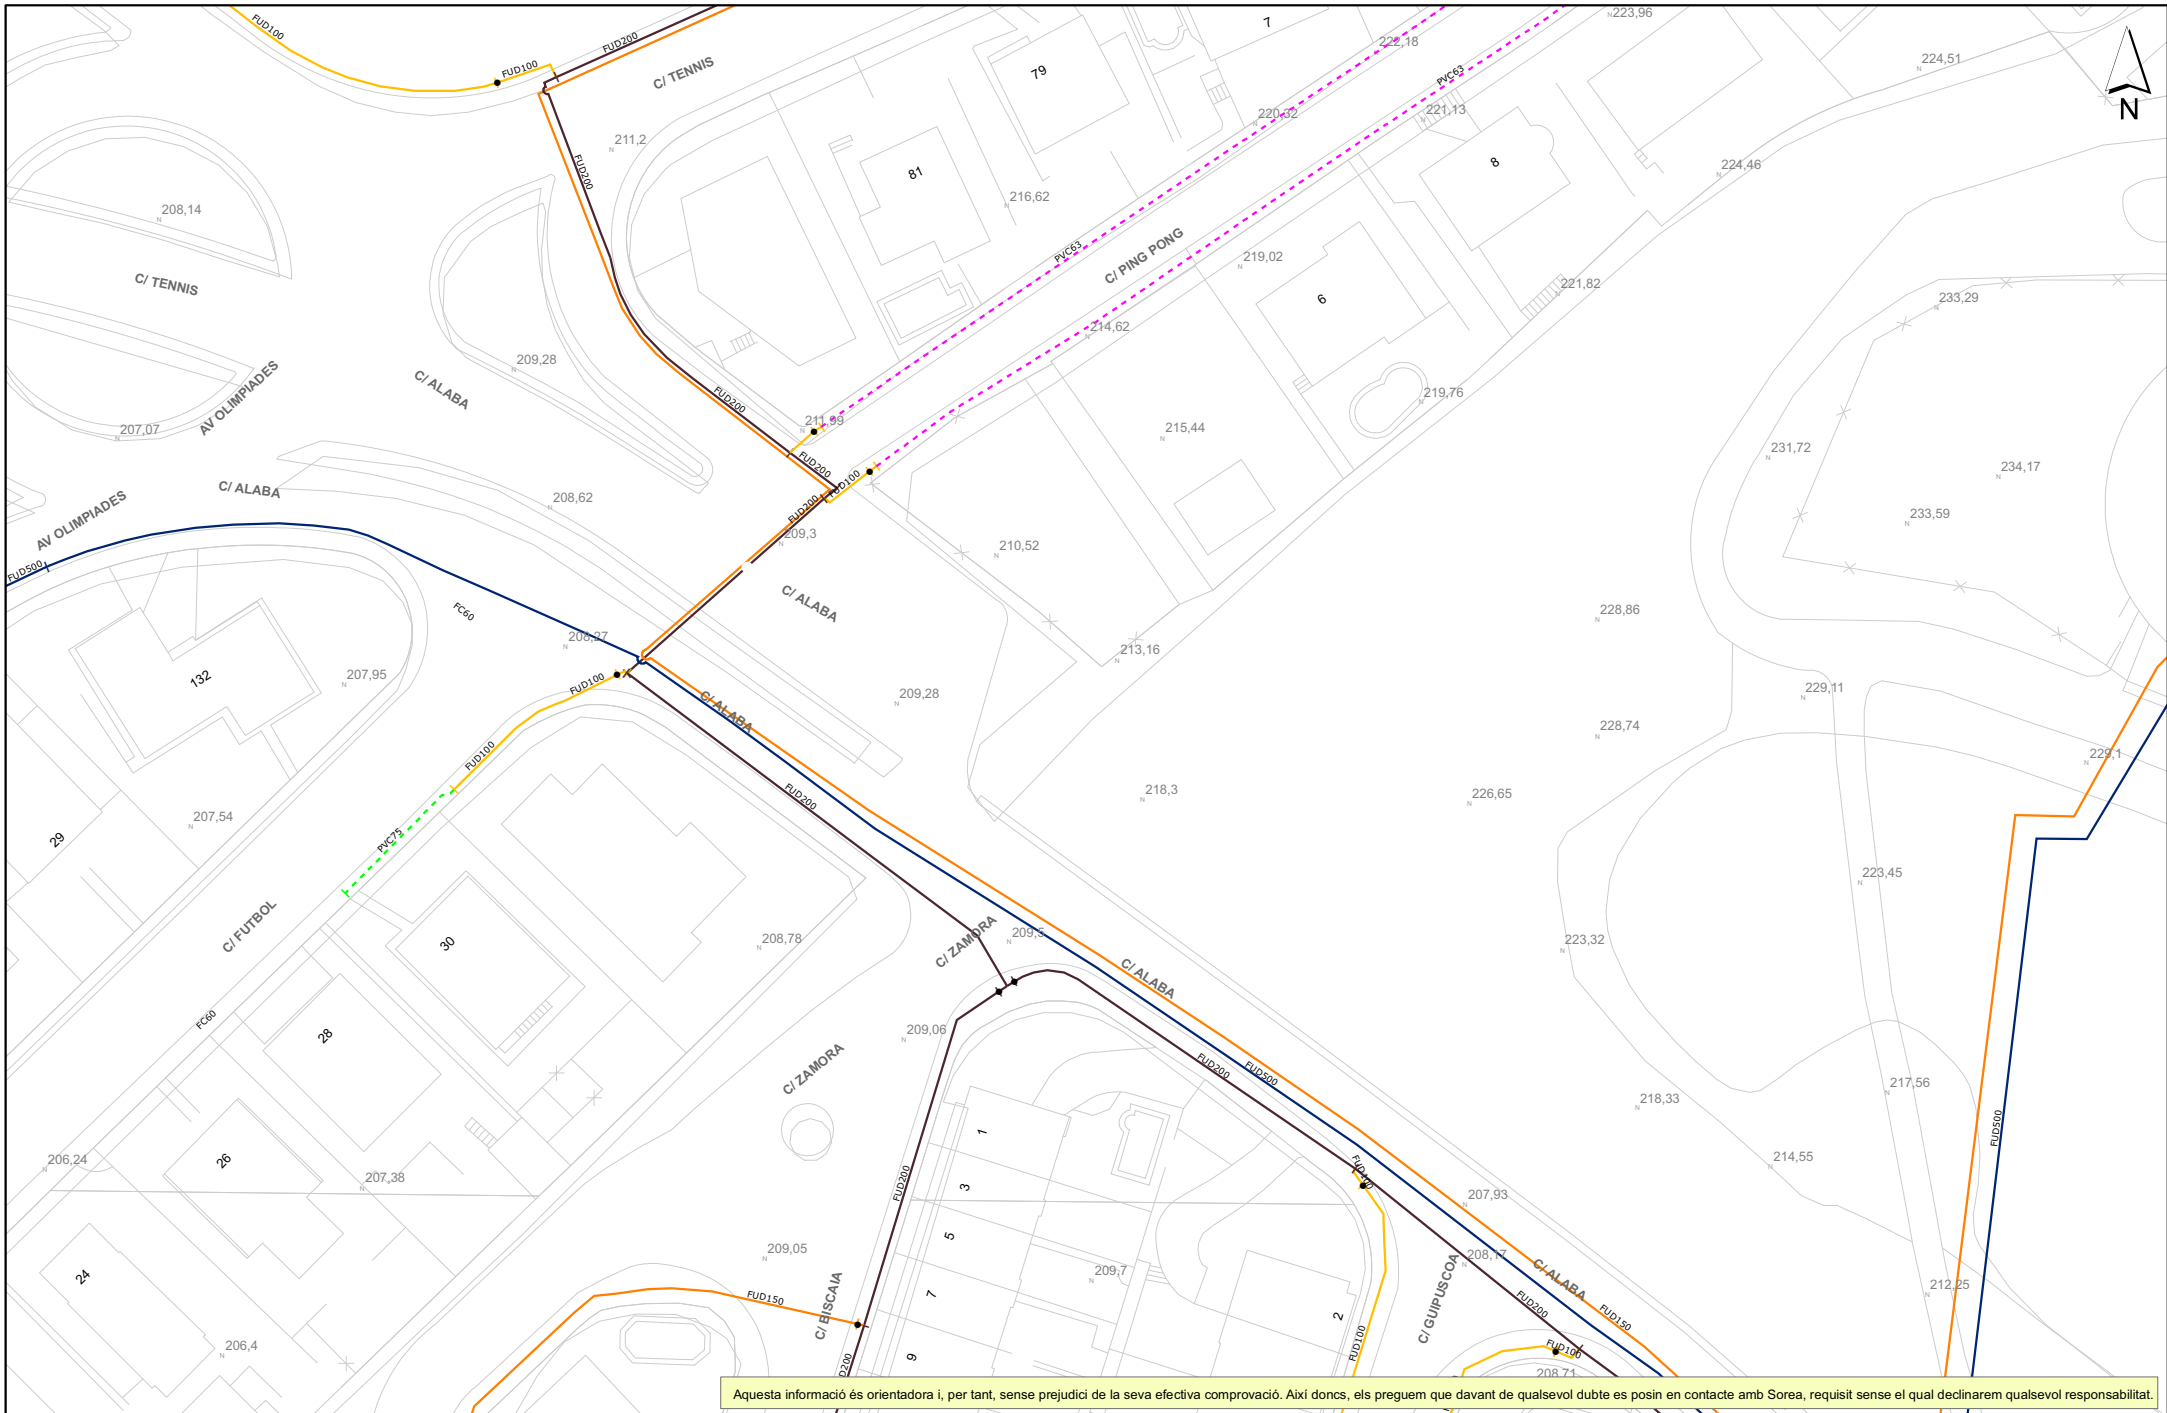 FUD100
FUD200
FUD100
C/ TENNIS
79
7
222,18
223,96
224,51
N
PVC63
220,32
221,13
211,2
FUD200
81
8
216,62
224,46
208,14
C/ TENNIS
PVC63
C/ PING PONG
219,02
221,82
233,29
6
214,62
209,28
C/ ALABA
AV OLIMPIADES
207,07
FUD200
219,76
211,99
215,44
231,72
234,17
FUD200
FUD100
C/ ALABA
208,62
AV OLIMPIADES
FUD200
209,3
233,59
210,52
FUD500
FC60
C/ ALABA
228,86
208,27
213,16
132
207,95
FUD100
C/ ALABA
209,28
229,11
228,74
229,1
FUD100
FUD200
218,3
226,65
207,54
29
PVC75
223,45
C/ FUTBOL
30
208,78
C/ ZAMORA
209,5
223,32
C/ ALABA
FC60
28
209,06
C/ ZAMORA
FUD200
FUD500
218,33
217,56
FUD500
1
206,24
26
207,38
FUD200
3
FUD100
207,93
214,55
5
209,05
209,7
C/ GUIPUSCOA
208,77
C/ ALABA
24
FUD150
C/ BISCAIA
7
2
FUD200
FUD150
212,25
206,4
9
FUD100
FUD100
208,71
Aquesta informació és orientadora i, per tant, sense prejudici de la seva efectiva comprovació. Així doncs, els preguem que davant de qualsevol dubte es posin en contacte amb Sorea, requisit sense el qual declinarem qualsevol responsabilitat.